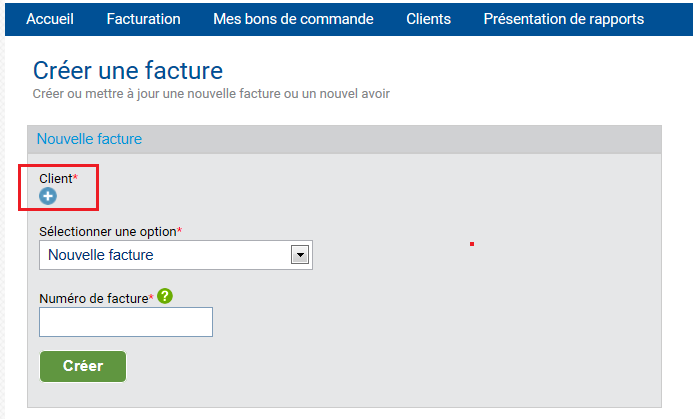 Accueil Facturation Mes bons de commande Clients Présentation de rapports
Créer une facture
Créer ou mettre à jour une nouvelle facture ou un nouvel avoir
Nouvelle facture
Client*
Sélectionner une option*
Nouvelle facture
Numéro de facture* ?
Créer